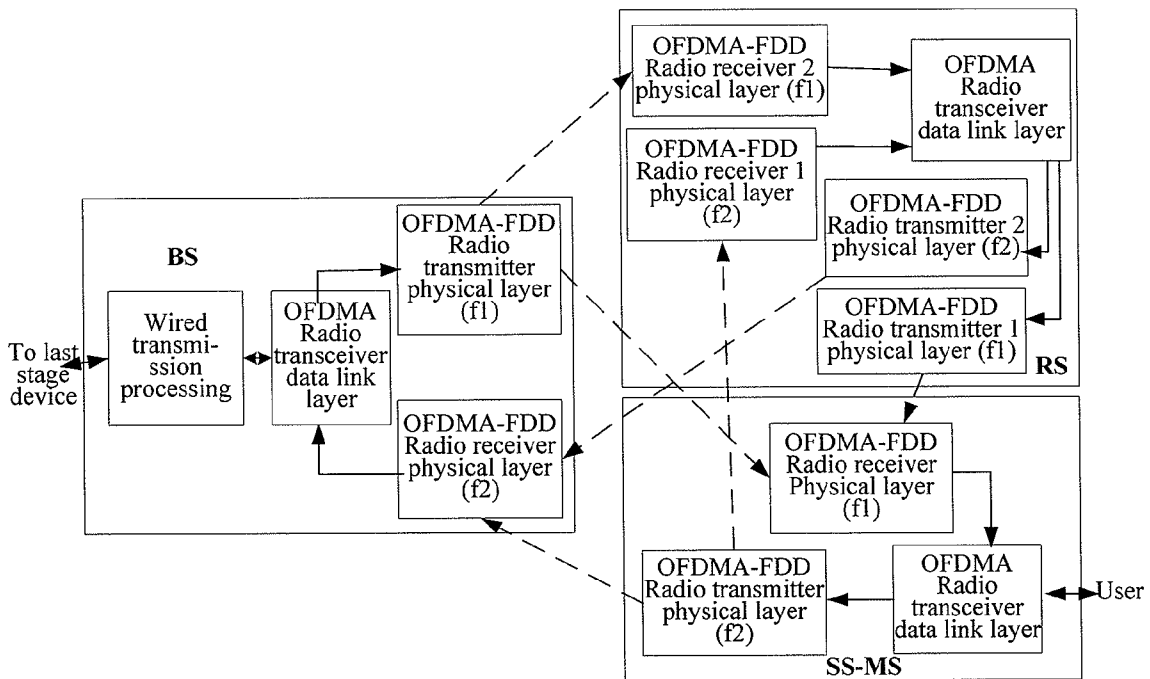 To last
stage
device
BS
Wired
transmi-
ssion
processing
OFDMA
Radio
transceiver
data link
layer
OFDMA-FDD
Radio
transmitter
physical layer
(f1)
OFDMA-FDD
Radio receiver
physical layer
(f2)
OFDMA-FDD
Radio receiver 2
physical layer (f1)
OFDMA-FDD
Radio receiver 1
physical layer
(f2)
OFDMA
Radio
transceiver
data link layer
OFDMA-FDD
Radio transmitter 2
physical layer (f2)
OFDMA-FDD
Radio transmitter 1
physical layer (f1)
RS
OFDMA-FDD
Radio receiver
Physical layer
(f1)
OFDMA-FDD
Radio transmitter
physical layer
(f2)
OFDMA
Radio
transceiver
data link layer
User
SS-MS